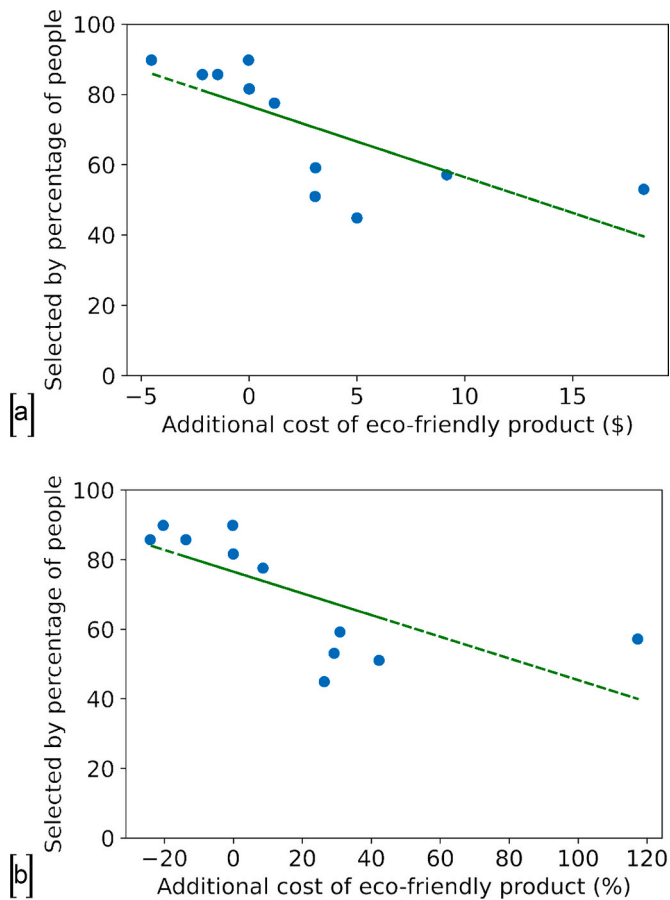 100
80
60
40
20
0
Selected by percentage of people
−5 0 5 10 15
Additional cost of eco-friendly product ($)
[a]
100
80
60
40
20
0
Selected by percentage of people
−20 0 20 40 60 80 100 120
Additional cost of eco-friendly product (%)
[b]